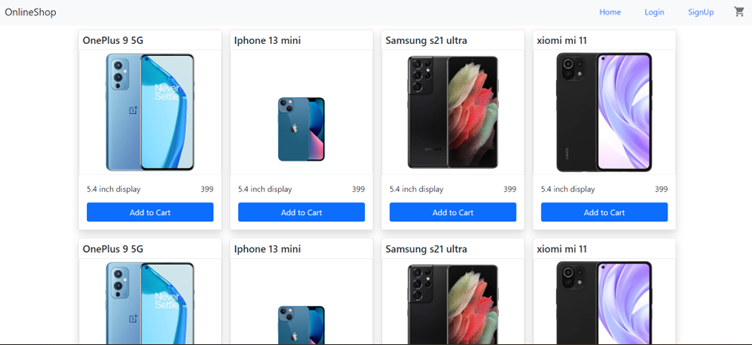 OnlineShop Home Login SignUp
OnePlus 9 5G Iphone 13 mini Samsung s21 ultra xiomi mi 11
Never
Settle
5.4 inch display 399 5.4 inch display 399 5.4 inch display 399 5.4 inch display 399
Add to Cart Add to Cart Add to Cart Add to Cart
OnePlus 9 5G Iphone 13 mini Samsung s21 ultra xiomi mi 11
Never
Settle